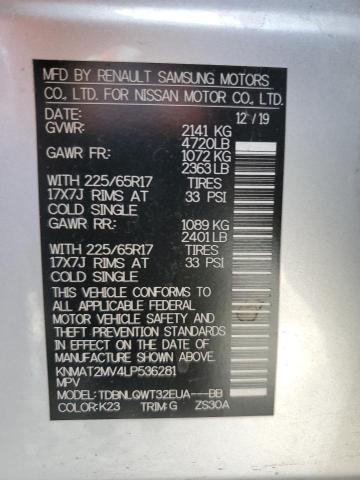 MFD BY RENAULT SAMSUNG MOTORS
CO., LTD. FOR NISSAN MOTOR CO., LTD.
DATE: 12/19
GVWR: 2141 KG
4720LB
GAWR FR: 1072 KG
2363 LB
WITH 225/65R17 TIRES
17X7J RIMS AT 33 PSI
COLD SINGLE
GAWR RR: 1089 KG
2401 LB
WITH 225/65R17 TIRES
17X7J RIMS AT 33 PSI
COLD SINGLE
THIS VEHICLE CONFORMS TO
ALL APPLICABLE FEDERAL
MOTOR VEHICLE SAFETY AND
THEFT PREVENTION STANDARDS
IN EFFECT ON THE DATE OF
MANUFACTURE SHOWN ABOVE.
KNMAT2MV4LP536281
MPV
MODEL: TDBNLQWT32EUA---BB
COLOR:K23 TRIM:G ZS30A